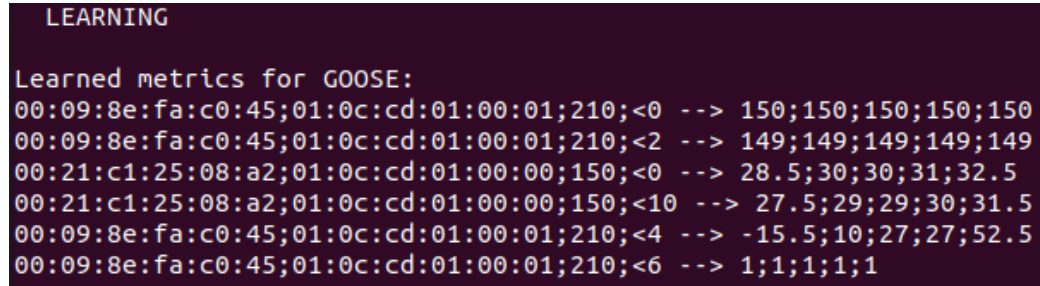 LEARNING
Learned metrics for GOOSE:
00:09:8e:fa:c0:45;01:0c:cd:01:00:01;210;<0 --> 150;150;150;150;150
00:09:8e:fa:c0:45;01:0c:cd:01:00:01;210;<2 --> 149;149;149;149;149
00:21:c1:25:08:a2;01:0c:cd:01:00:00;150;<0 --> 28.5;30;30;31;32.5
00:21:c1:25:08:a2;01:0c:cd:01:00:00;150;<10 --> 27.5;29;29;30;31.5
00:09:8e:fa:c0:45;01:0c:cd:01:00:01;210;<4 --> -15.5;10;27;27;52.5
00:09:8e:fa:c0:45;01:0c:cd:01:00:01;210;<6 --> 1;1;1;1;1